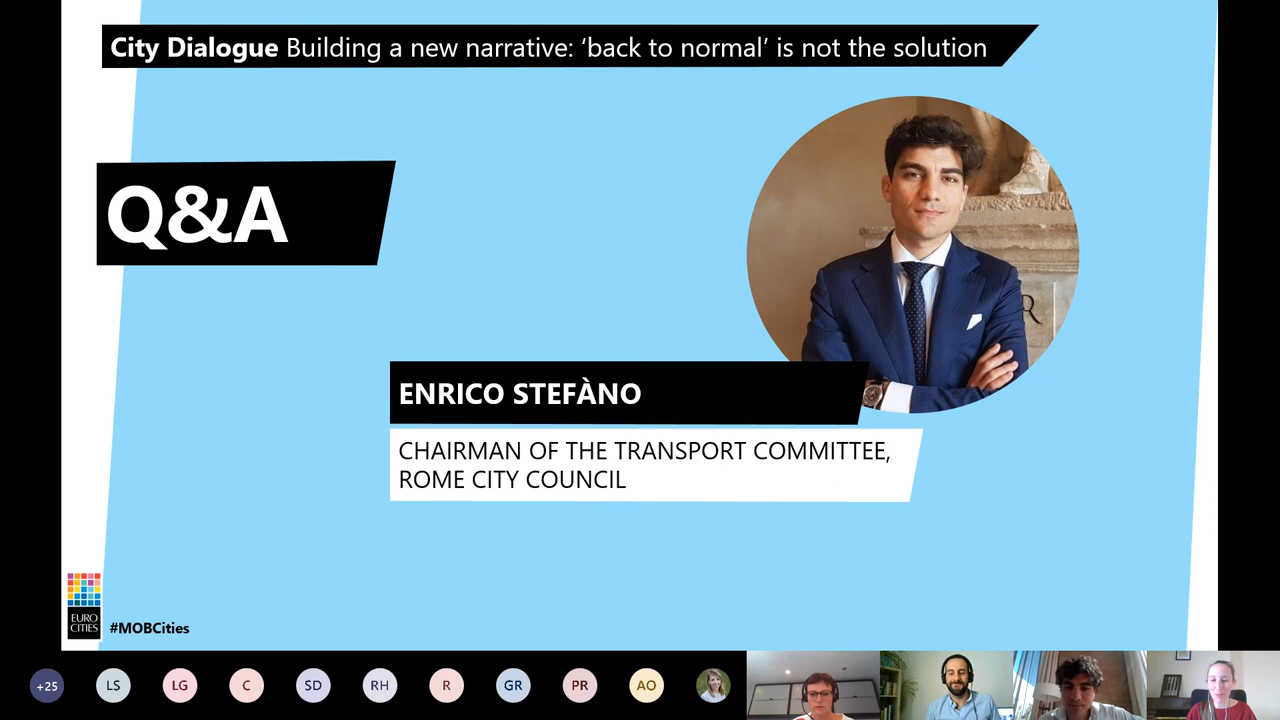 City Dialogue Building a new narrative: ‘back to normal’ is not the solution
Q&A
R
ENRICO STEFÀNO
CHAIRMAN OF THE TRANSPORT COMMITTEE,
ROME CITY COUNCIL
EURO
CITIES
#MOBCities
+25
LS
LG
C
SD
RH
R
GR
PR
AO